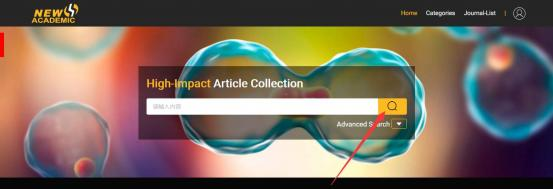 NEW
ACADEMIC
Home Categories Journal-List |
High-Impact Article Collection
请输入内容
Advanced Search